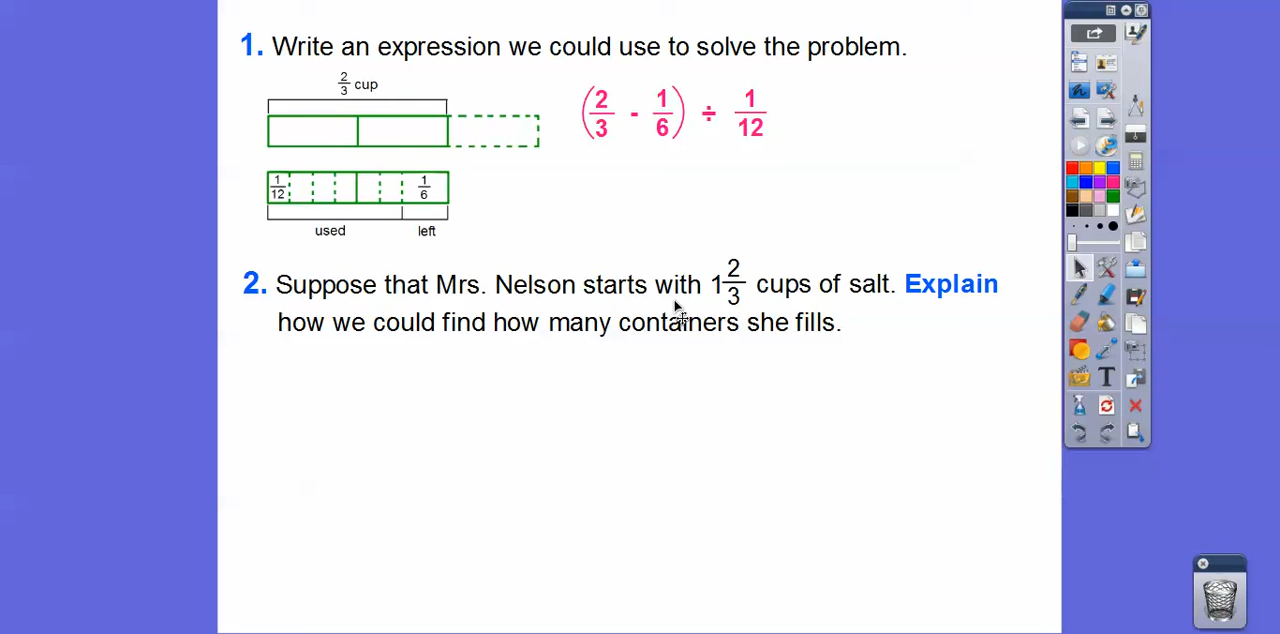 1. Write an expression we could use to solve the problem.
2/3 cup
(2/3 - 1/6) ÷ 1/12
1/12 1/6
used left
2. Suppose that Mrs. Nelson starts with 1 2/3 cups of salt. Explain
how we could find how many containers she fills.
T